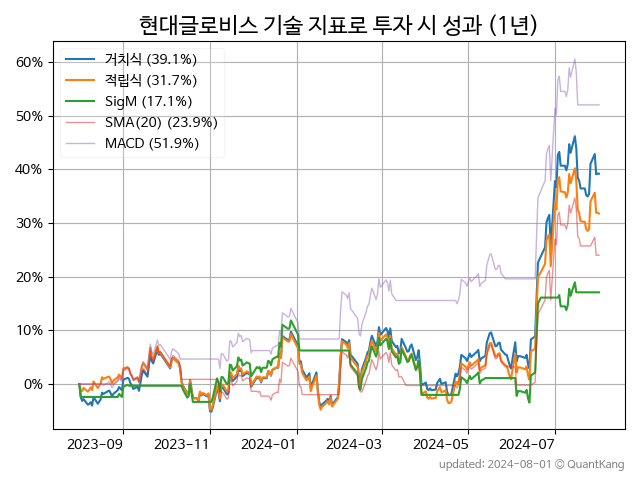 현대글로비스 기술 지표로 투자 시 성과 (1년)
60%
50%
40%
30%
20%
10%
0%
거치식 (39.1%)
적립식 (31.7%)
SigM (17.1%)
SMA(20) (23.9%)
MACD (51.9%)
2023-09 2023-11 2024-01 2024-03 2024-05 2024-07
updated: 2024-08-01 © QuantKang